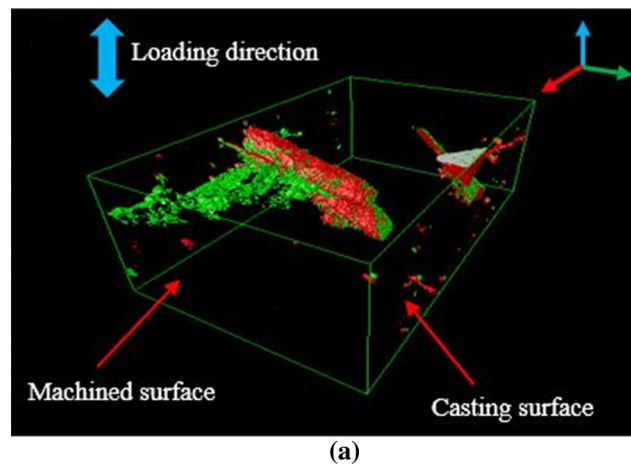 Loading direction
Machined surface
Casting surface
(a)